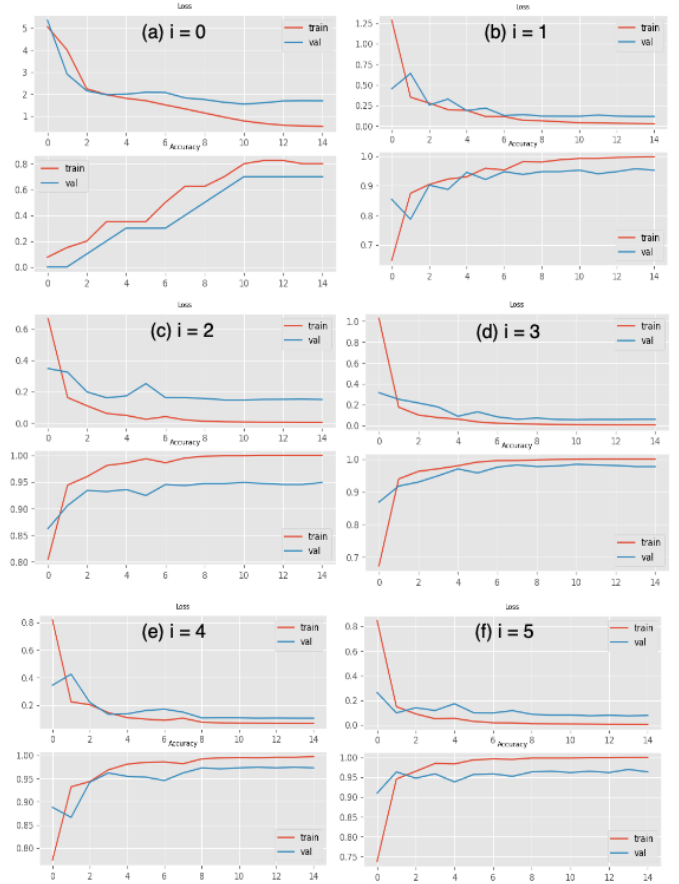 Loss
(a) i = 0
train
val
5
4
3
2
1
0 2 4 6 8 10 12 14
Accuracy
train
val
0.8
0.6
0.4
0.2
0.0
0 2 4 6 8 10 12 14
Loss
(b) i = 1
train
val
1.25
1.00
0.75
0.50
0.25
0.00
0 2 4 6 8 10 12 14
Accuracy
1.0
0.9
0.8
0.7
train
val
0 2 4 6 8 10 12 14
Loss
(c) i = 2
train
val
0.6
0.4
0.2
0.0
0 2 4 6 8 10 12 14
Accuracy
1.00
0.95
0.90
0.85
0.80
train
val
0 2 4 6 8 10 12 14
Loss
(d) i = 3
train
val
1.0
0.8
0.6
0.4
0.2
0.0
0 2 4 6 8 10 12 14
Accuracy
1.0
0.9
0.8
0.7
train
val
0 2 4 6 8 10 12 14
Loss
(e) i = 4
train
val
0.8
0.6
0.4
0.2
0 2 4 6 8 10 12 14
Accuracy
1.00
0.95
0.90
0.85
0.80
train
val
0 2 4 6 8 10 12 14
Loss
(f) i = 5
train
val
0.8
0.6
0.4
0.2
0.0
0 2 4 6 8 10 12 14
Accuracy
1.00
0.95
0.90
0.85
0.80
0.75
train
val
0 2 4 6 8 10 12 14